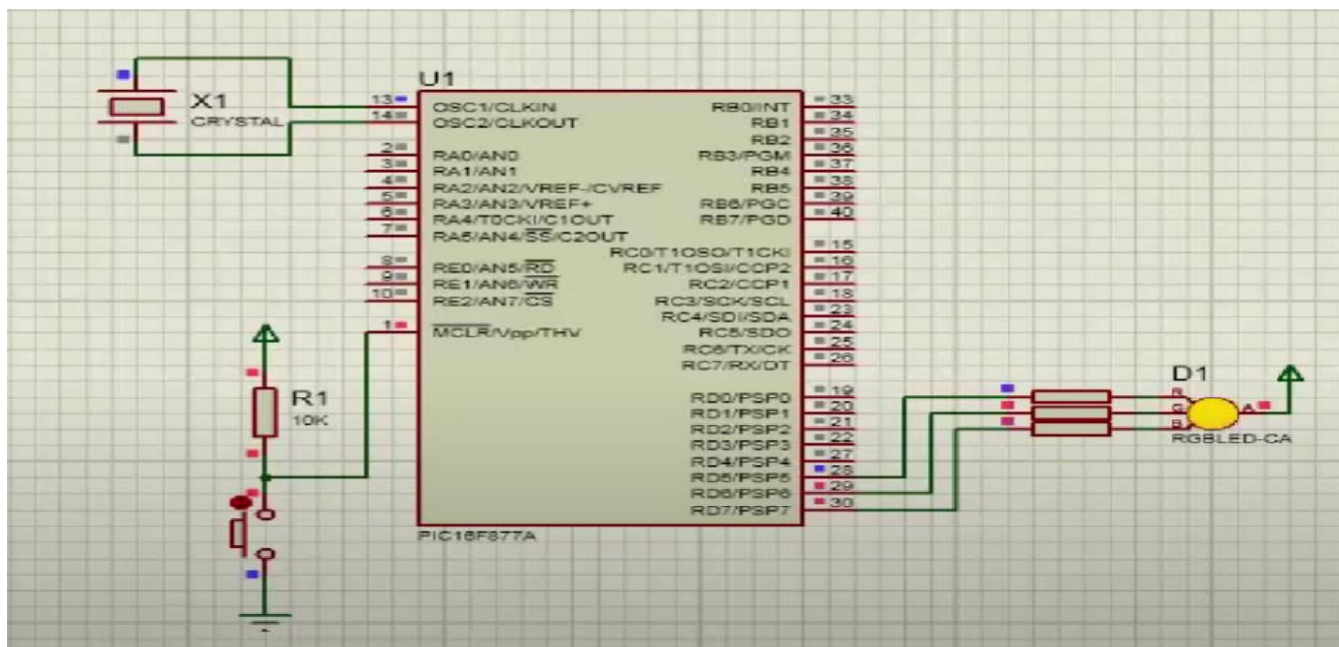 U1
X1
CRYSTAL
13
OSC1/CLKIN
14
OSC2/CLKOUT
2
RA0/AN0
3
RA1/AN1
4
RA2/AN2/VREF-/CVREF
5
RA3/AN3/VREF+
6
RA4/T0CKI/C1OUT
7
RA5/AN4/SS/C2OUT
8
RE0/AN5/RD
9
RE1/AN6/WR
10
RE2/AN7/CS
1
MCLR/Vpp/THV
RB0/INT
33
RB1
34
RB2
35
RB3/PGM
36
RB4
37
RB5
38
RB6/PGC
39
RB7/PGD
40
RC0/T1OSO/T1CKI
15
RC1/T1OSI/CCP2
16
RC2/CCP1
17
RC3/SCK/SCL
18
RC4/SDI/SDA
23
RC5/SDO
24
RC6/TX/CK
25
RC7/RX/DT
26
RD0/PSP0
19
RD1/PSP1
20
RD2/PSP2
21
RD3/PSP3
22
RD4/PSP4
27
RD5/PSP5
28
RD6/PSP6
29
RD7/PSP7
30
PIC16F877A
R1
10K
D1
R
G
B
A
RGBLED-CA